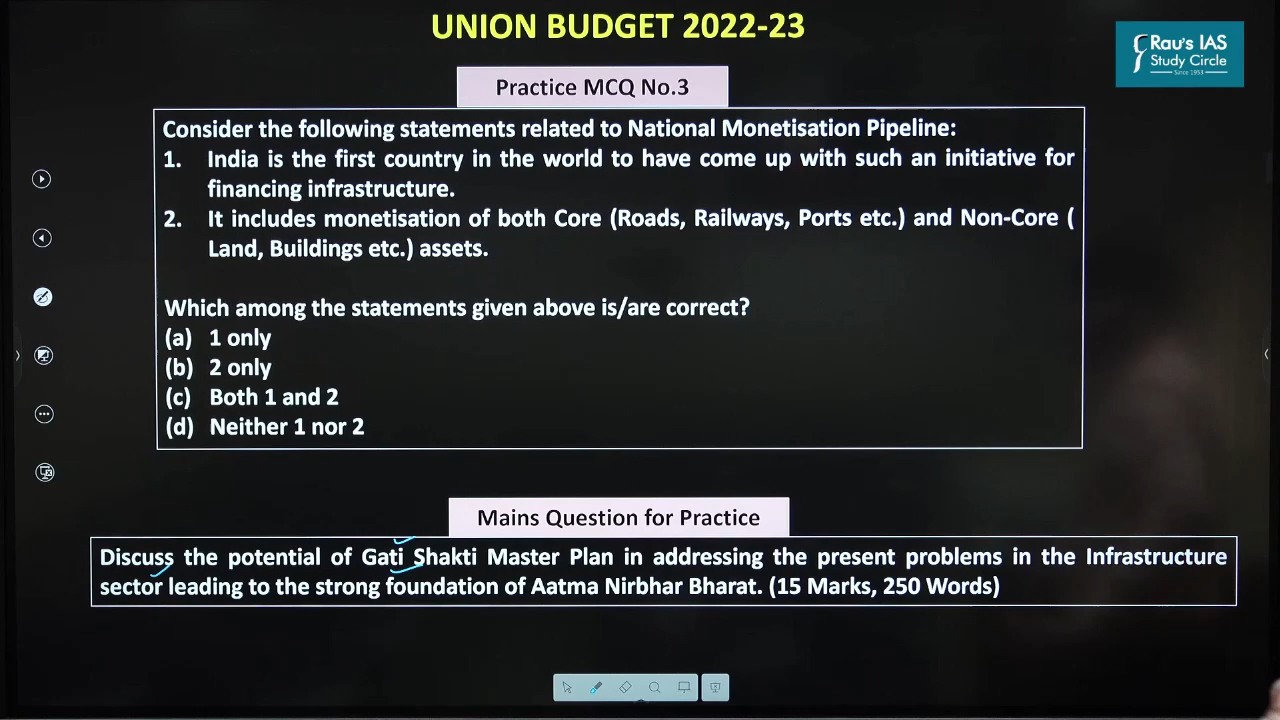 UNION BUDGET 2022-23
Rau's IAS
Study Circle
Since 1953
Practice MCQ No.3
Consider the following statements related to National Monetisation Pipeline:
1. India is the first country in the world to have come up with such an initiative for
financing infrastructure.
2. It includes monetisation of both Core (Roads, Railways, Ports etc.) and Non-Core (
Land, Buildings etc.) assets.
Which among the statements given above is/are correct?
(a) 1 only
(b) 2 only
(c) Both 1 and 2
(d) Neither 1 nor 2
Mains Question for Practice
Discuss the potential of Gati Shakti Master Plan in addressing the present problems in the Infrastructure
sector leading to the strong foundation of Aatma Nirbhar Bharat. (15 Marks, 250 Words)